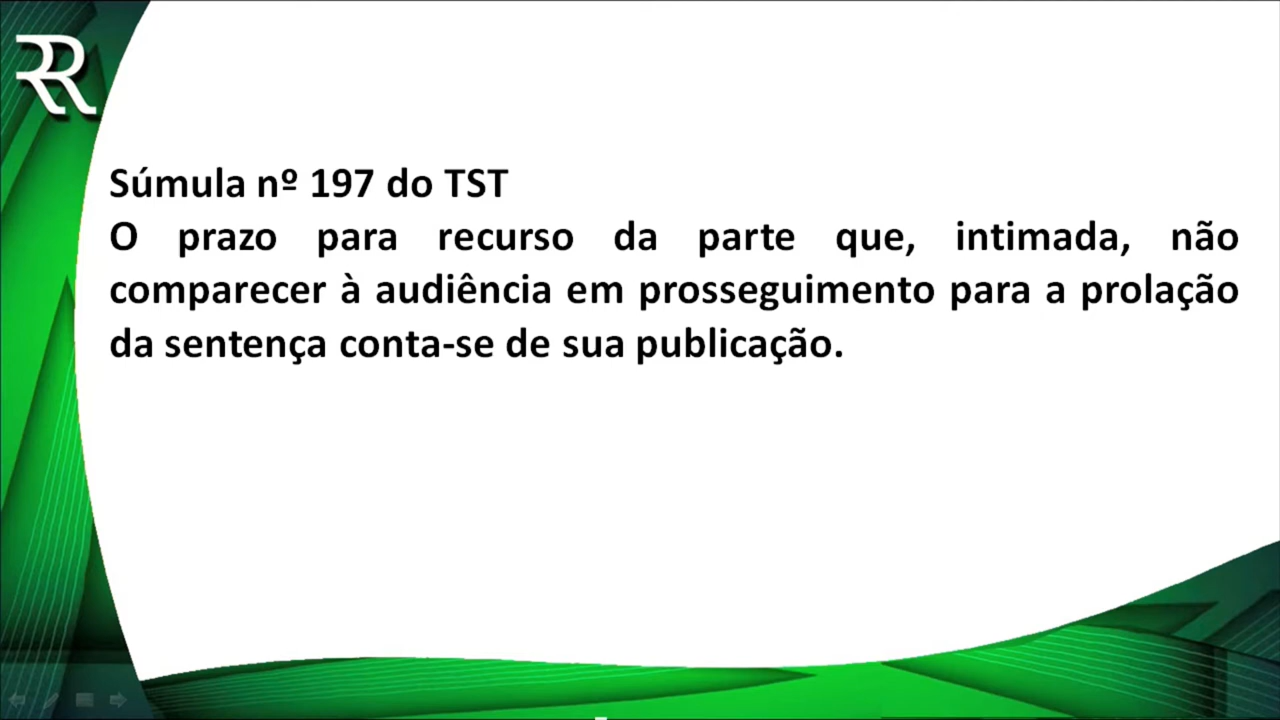 Súmula nº 197 do TST
O prazo para recurso da parte que, intimada, não
comparecer à audiência em prosseguimento para a prolação
da sentença conta-se de sua publicação.